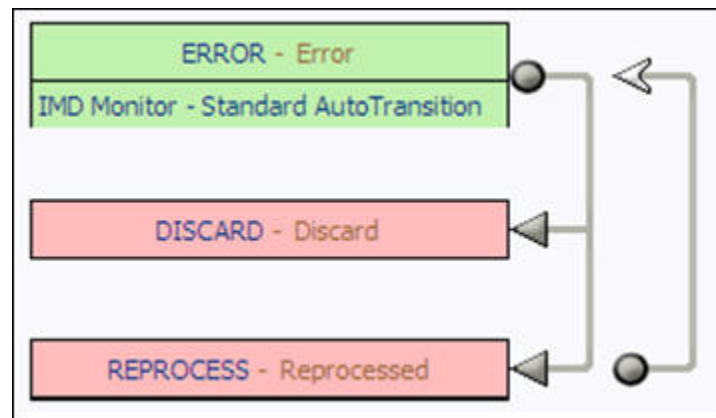 ERROR - Error
IMD Monitor - Standard AutoTransition
DISCARD - Discard
REPROCESS - Reprocessed